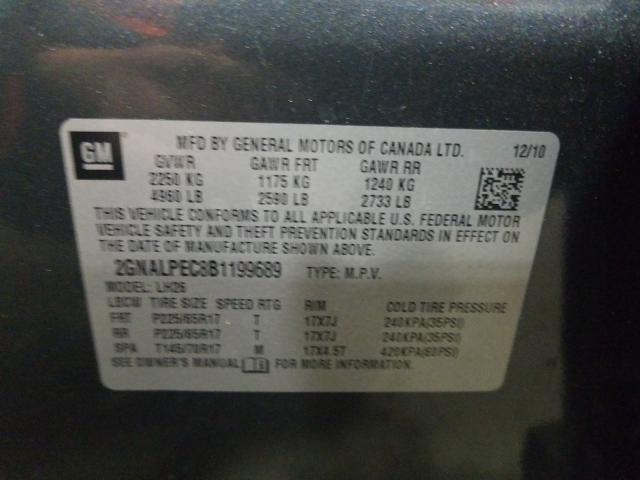 GM
MFD BY GENERAL MOTORS OF CANADA LTD. 12/10
GVWR GAWR FRT GAWR RR
2250 KG 1175 KG 1240 KG
4960 LB 2590 LB 2733 LB
THIS VEHICLE CONFORMS TO ALL APPLICABLE U.S. FEDERAL MOTOR
VEHICLE SAFETY AND THEFT PREVENTION STANDARDS IN EFFECT ON
THE DATE OF MANUFACTURE SHOWN ABOVE.
2GNALPEC8B1199689 TYPE: M.P.V.
MODEL: LH26
LBCM TIRE SIZE SPEED RTG RIM COLD TIRE PRESSURE
FRT P225/65R17 T 17X7J 240KPA(35PSI)
RR P225/65R17 T 17X7J 240KPA(35PSI)
SPA T145/70R17 M 17X4.5T 420KPA(60PSI)
SEE OWNER'S MANUAL FOR MORE INFORMATION.